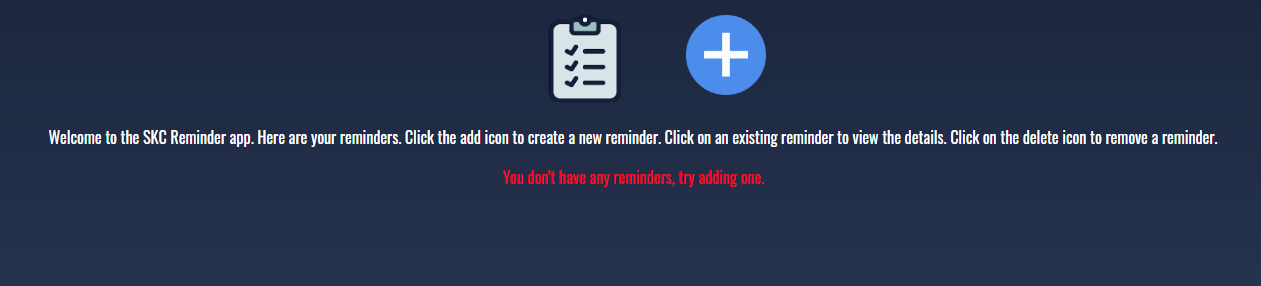 Welcome to the SKC Reminder app. Here are your reminders. Click the add icon to create a new reminder. Click on an existing reminder to view the details. Click on the delete icon to remove a reminder.
You don't have any reminders, try adding one.